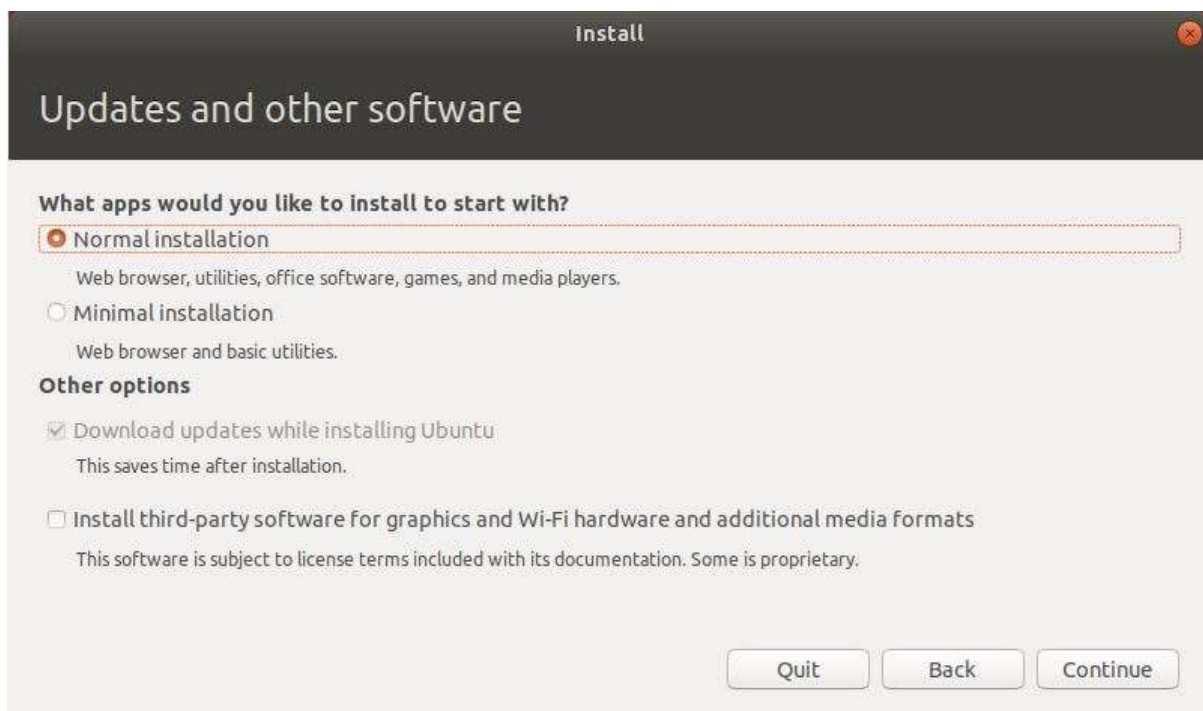 Install
Updates and other software
What apps would you like to install to start with?
Normal installation
Web browser, utilities, office software, games, and media players.
Minimal installation
Web browser and basic utilities.
Other options
Download updates while installing Ubuntu
This saves time after installation.
Install third-party software for graphics and Wi-Fi hardware and additional media formats
This software is subject to license terms included with its documentation. Some is proprietary.
Quit Back Continue